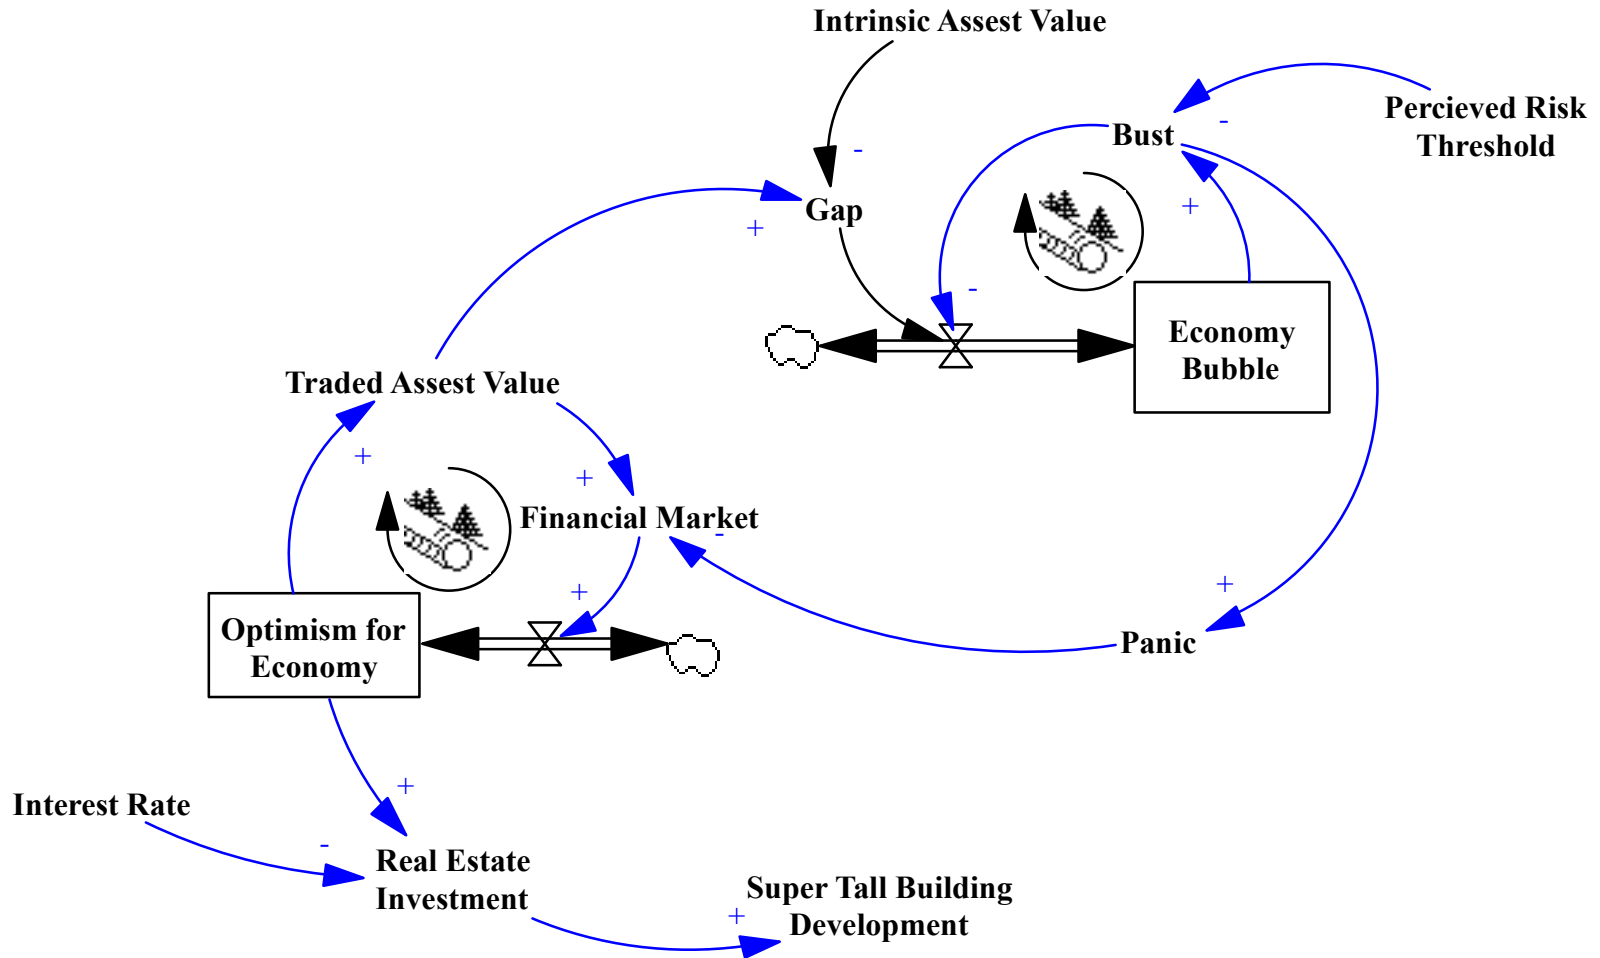 Intrinsic Assest Value
Percieved Risk
Threshold
-
Bust
-
+
Gap
+
-
Economy
Bubble
Traded Assest Value
+
+
Financial Market
-
+
+
Optimism for
Economy
Panic
+
Interest Rate
-
Real Estate
Investment
Super Tall Building
+
Development